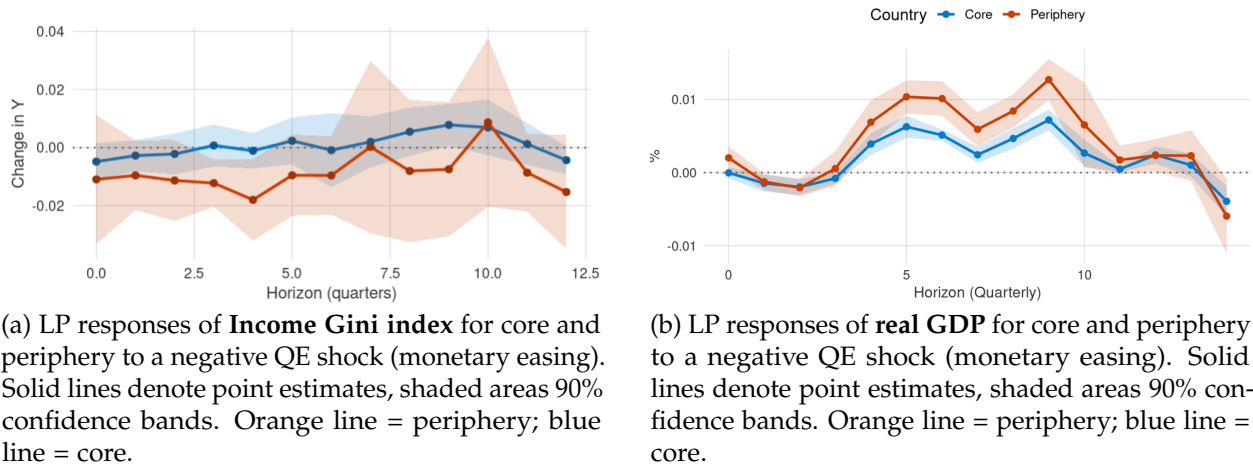 Country Core Periphery
0.04
0.02
0.00
-0.02
Change in Y
0.0 2.5 5.0 7.5 10.0 12.5
Horizon (quarters)
0.01
0.00
-0.01
%
0 5 10
Horizon (Quarterly)
(a) LP responses of Income Gini index for core and
periphery to a negative QE shock (monetary easing).
Solid lines denote point estimates, shaded areas 90%
confidence bands. Orange line = periphery; blue
line = core.
(b) LP responses of real GDP for core and periphery
to a negative QE shock (monetary easing). Solid
lines denote point estimates, shaded areas 90% con-
fidence bands. Orange line = periphery; blue line =
core.